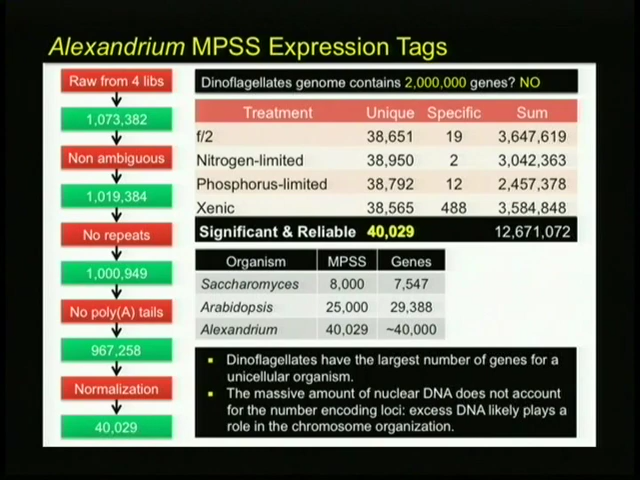 Alexandrium MPSS Expression Tags
Raw from 4 libs
1,073,382
Non ambiguous
1,019,384
No repeats
1,000,949
No poly(A) tails
967,258
Normalization
40,029
Dinoflagellates genome contains 2,000,000 genes? NO
Treatment Unique Specific Sum
f/2 38,651 19 3,647,619
Nitrogen-limited 38,950 2 3,042,363
Phosphorus-limited 38,792 12 2,457,378
Xenic 38,565 488 3,584,848
Significant & Reliable 40,029 12,671,072
Organism MPSS Genes
Saccharomyces 8,000 7,547
Arabidopsis 25,000 29,388
Alexandrium 40,029 ~40,000
▪ Dinoflagellates have the largest number of genes for a
unicellular organism.
▪ The massive amount of nuclear DNA does not account
for the number encoding loci: excess DNA likely plays a
role in the chromosome organization.